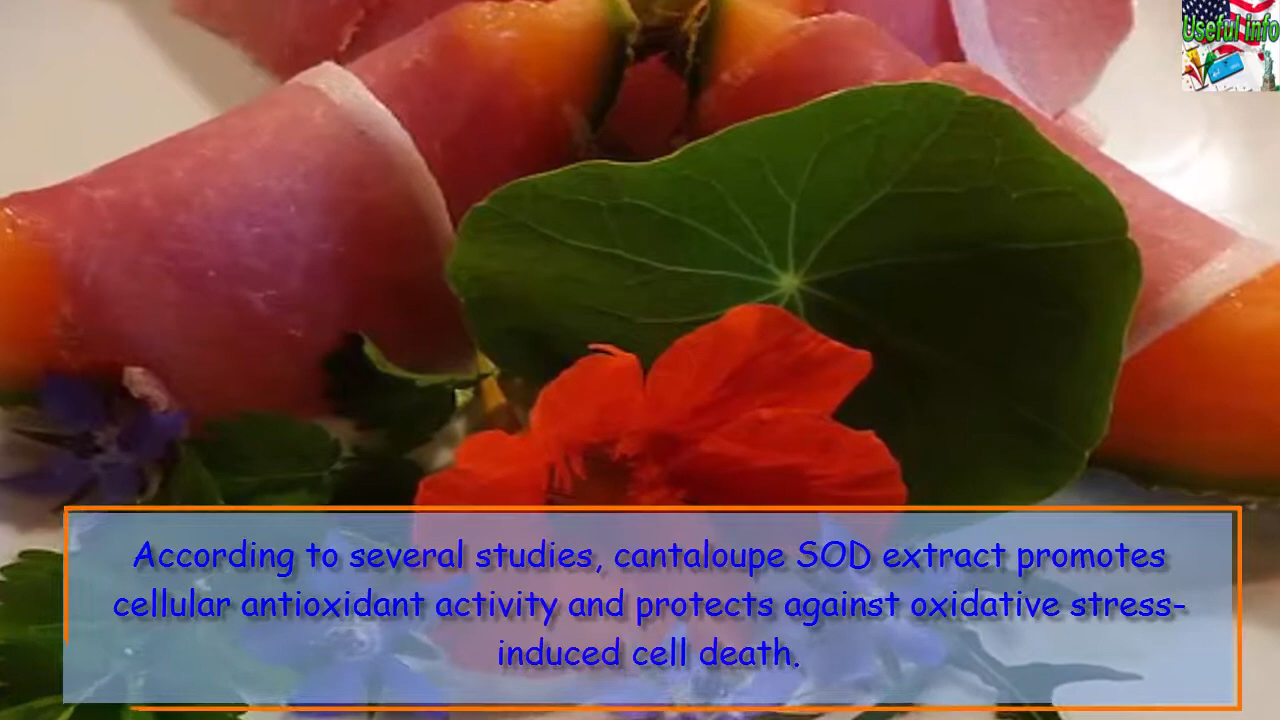 Useful info
According to several studies, cantaloupe SOD extract promotes
cellular antioxidant activity and protects against oxidative stress-
induced cell death.